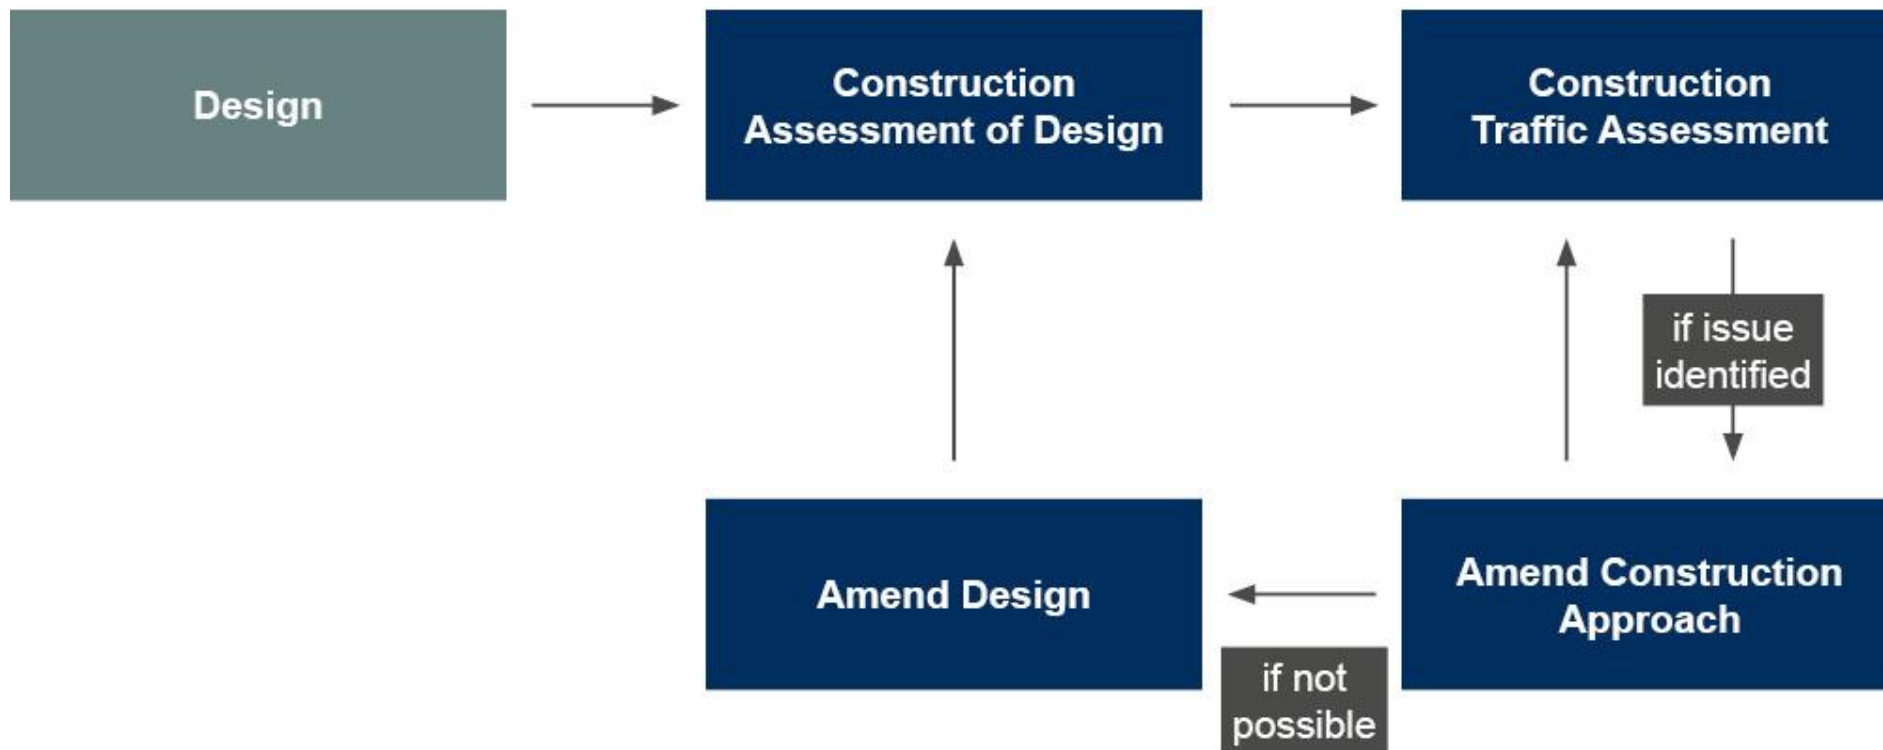 Design
Construction
Assessment of Design
Construction
Traffic Assessment
if issue
identified
Amend Design
Amend Construction
Approach
if not
possible